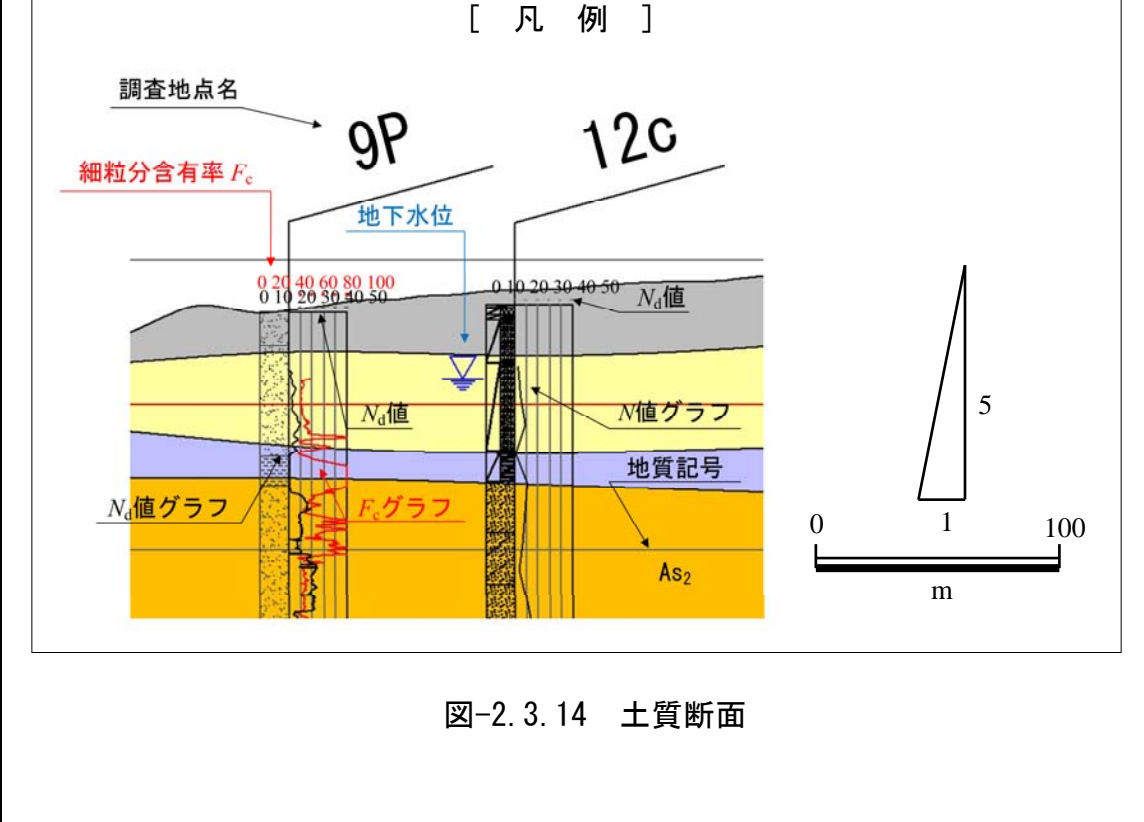 [ 凡 例 ]
調査地点名
9P
12c
細粒分含有率 Fc
地下水位
0 20 40 60 80 100
0 10 20 30 40 50
0 10 20 30 40 50
Nd値
Nd値
N値グラフ
地質記号
Nd値グラフ
Fcグラフ
As2
5
1
0
100
m
図-2.3.14 土質断面